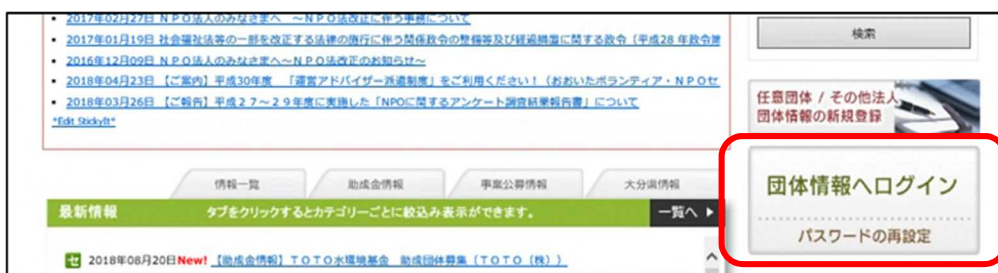 2017年02月27日 NPO法人のみなさまへ ~NPO法改正に伴う事務について
2017年01月19日 社会福祉法等の一部を改正する法律の施行に伴う関係政令の整備等及び経過措置に関する政令（平成28 年政令第
2016年12月09日 NPO法人のみなさまへ~NPO法改正のお知らせ~
2018年04月23日 【ご案内】平成30年度 「運営アドバイザー派遣制度」をご利用ください！（おおいたボランティア・NPOセ
2018年03月26日 【ご報告】平成27～29年度に実施した「NPOに関するアンケート調査結果報告書」について
*Edit StickyIt*
検索
任意団体 / その他法人
団体情報の新規登録
団体情報へログイン
パスワードの再設定
情報一覧
助成金情報
事業公募情報
大分県情報
最新情報
タブをクリックするとカテゴリーごとに絞込み表示ができます。
一覧へ
セ 2018年08月20日New! 【助成金情報】TOTO水環境基金 助成団体募集（TOTO（株））